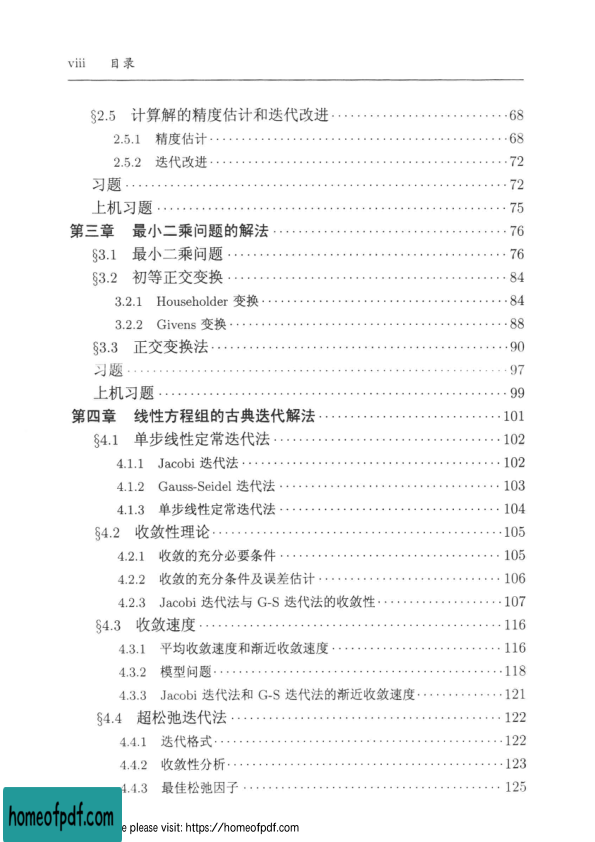 viii 目录
§2.5 计算解的精度估计和迭代改进····························68
2.5.1 精度估计···············································68
2.5.2 迭代改进···············································72
习题·····························································72
上机习题·······················································75
第三章 最小二乘问题的解法·····································76
§3.1 最小二乘问题············································76
§3.2 初等正交变换············································84
3.2.1 Householder 变换·······································84
3.2.2 Givens 变换············································88
§3.3 正交变换法···············································90
习题·····························································97
上机习题·······················································99
第四章 线性方程组的古典迭代解法·····························101
§4.1 单步线性定常迭代法····································102
4.1.1 Jacobi 迭代法·········································102
4.1.2 Gauss-Seidel 迭代法···································103
4.1.3 单步线性定常迭代法···································104
§4.2 收敛性理论··············································105
4.2.1 收敛的充分必要条件···································105
4.2.2 收敛的充分条件及误差估计·····························106
4.2.3 Jacobi 迭代法与 G-S 迭代法的收敛性···················107
§4.3 收敛速度················································116
4.3.1 平均收敛速度和渐近收敛速度···························116
4.3.2 模型问题··············································118
4.3.3 Jacobi 迭代法和 G-S 迭代法的渐近收敛速度·············121
§4.4 超松弛迭代法············································122
4.4.1 迭代格式··············································122
4.4.2 收敛性分析············································123
4.4.3 最佳松弛因子··········································125
homeofpdf.com
e please visit: https://homeofpdf.com